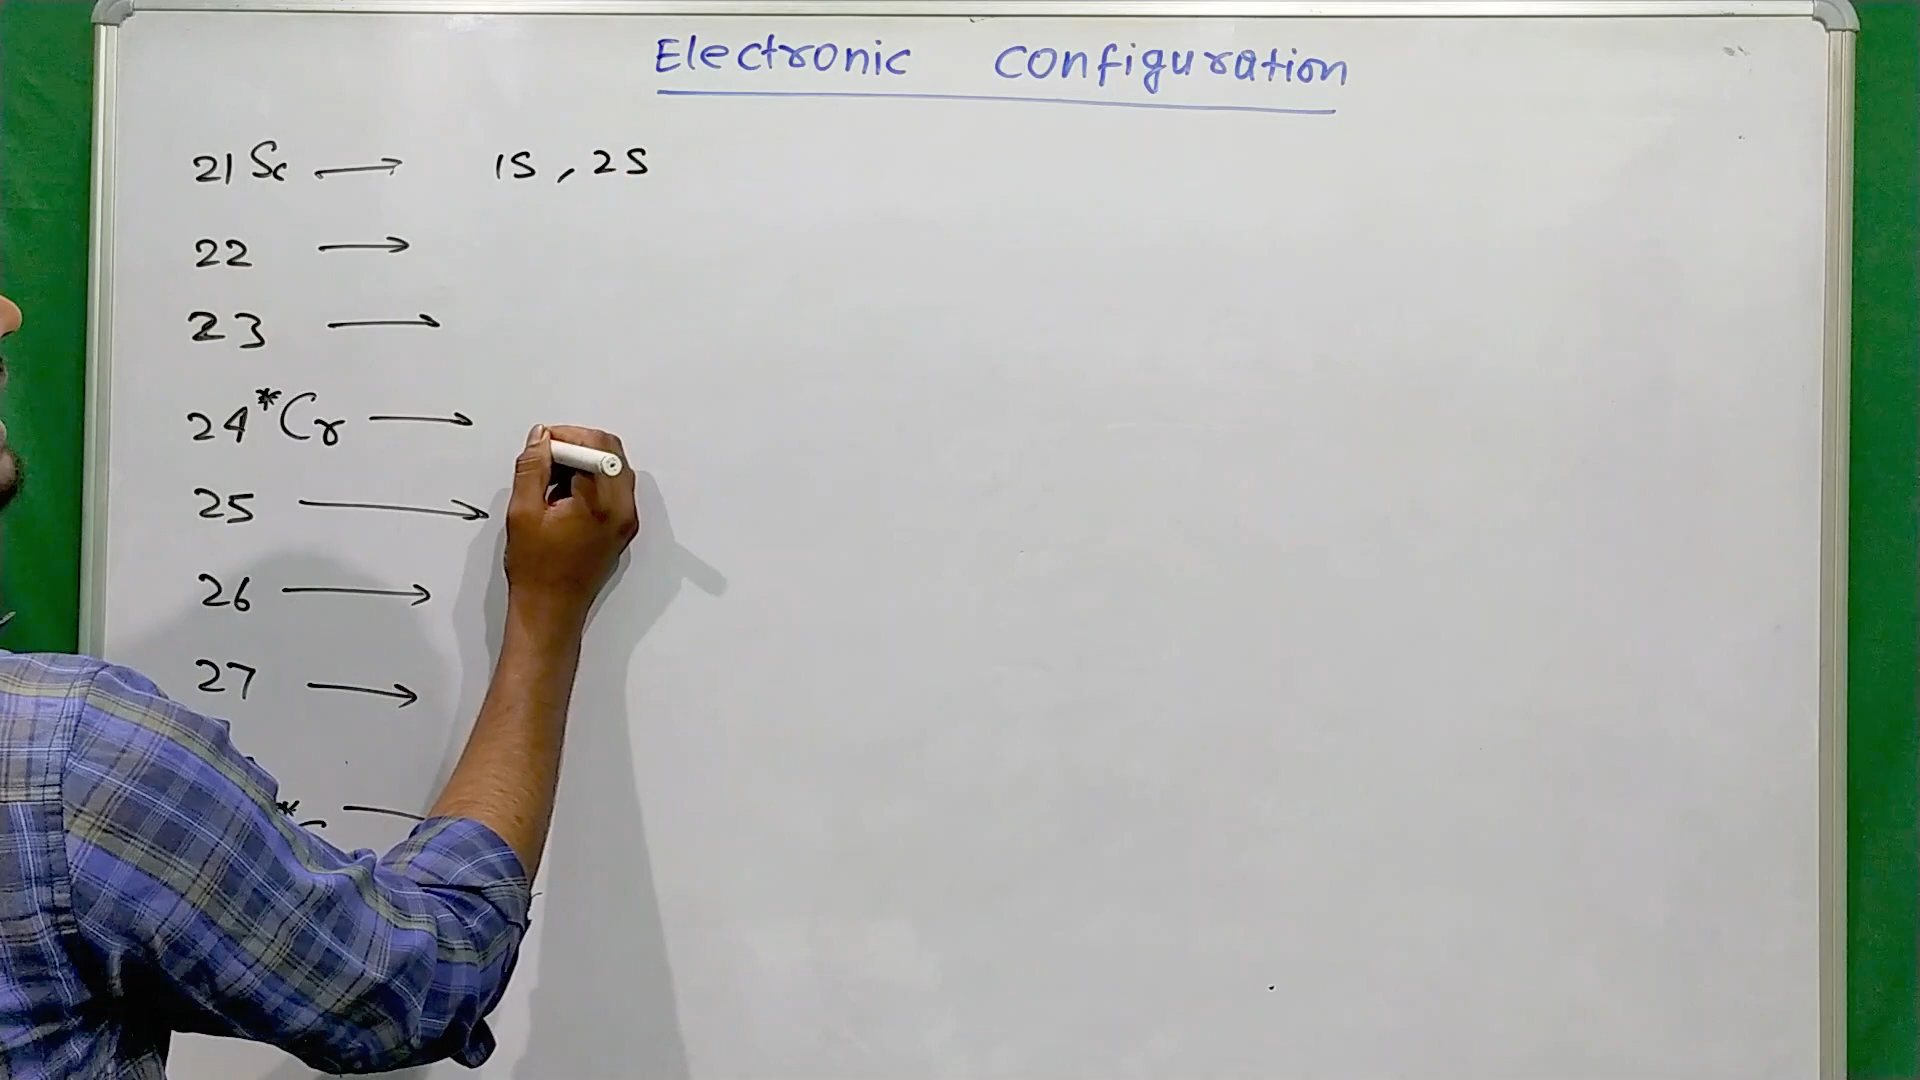 Electronic Configuration
21 Sc → 1S, 2S
22 →
23 →
24* Cr →
25 →
26 →
27 →
* →